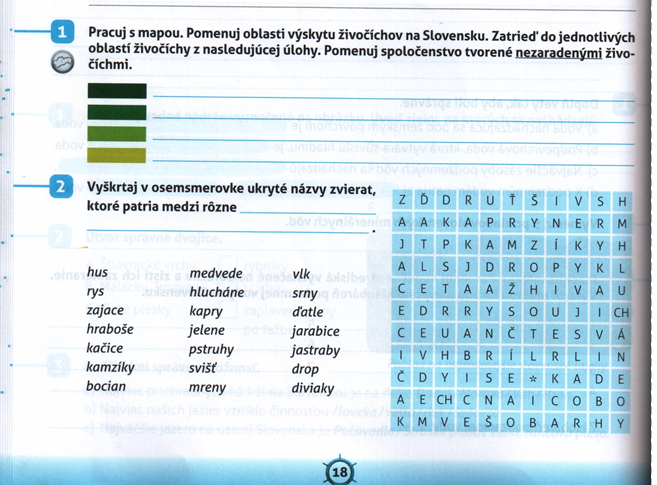 1 Pracuj s mapou. Pomenuj oblasti výskytu živočíchov na Slovensku. Zatrieď do jednotlivých
oblastí živočíchy z nasledujúcej úlohy. Pomenuj spoločenstvo tvorené nezaradenými živo-
číchmi.
2 Vyškrtaj v osemsmerovke ukryté názvy zvierat,
ktoré patria medzi rôzne
.
hus medvede vlk
rys hlucháne srny
zajace kapry ďatle
hraboše jelene jarabice
kačice pstruhy jastraby
kamzíky svišť drop
bocian mreny diviaky
Z Ď D R U Ť Š I V S H
A A K A P R Y N E R M
J T P K A M Z Í K Y H
A L S J D R O P Y K L
C E T A A Ž H I V A U
E D R R Y S O U J I CH
C E U A N Č T E S V Á
I V H B R Í L R L I N
Č D Y I S E * K A D E
A E CH C N A I C O B O
K M V E Š O B A R H Y
18